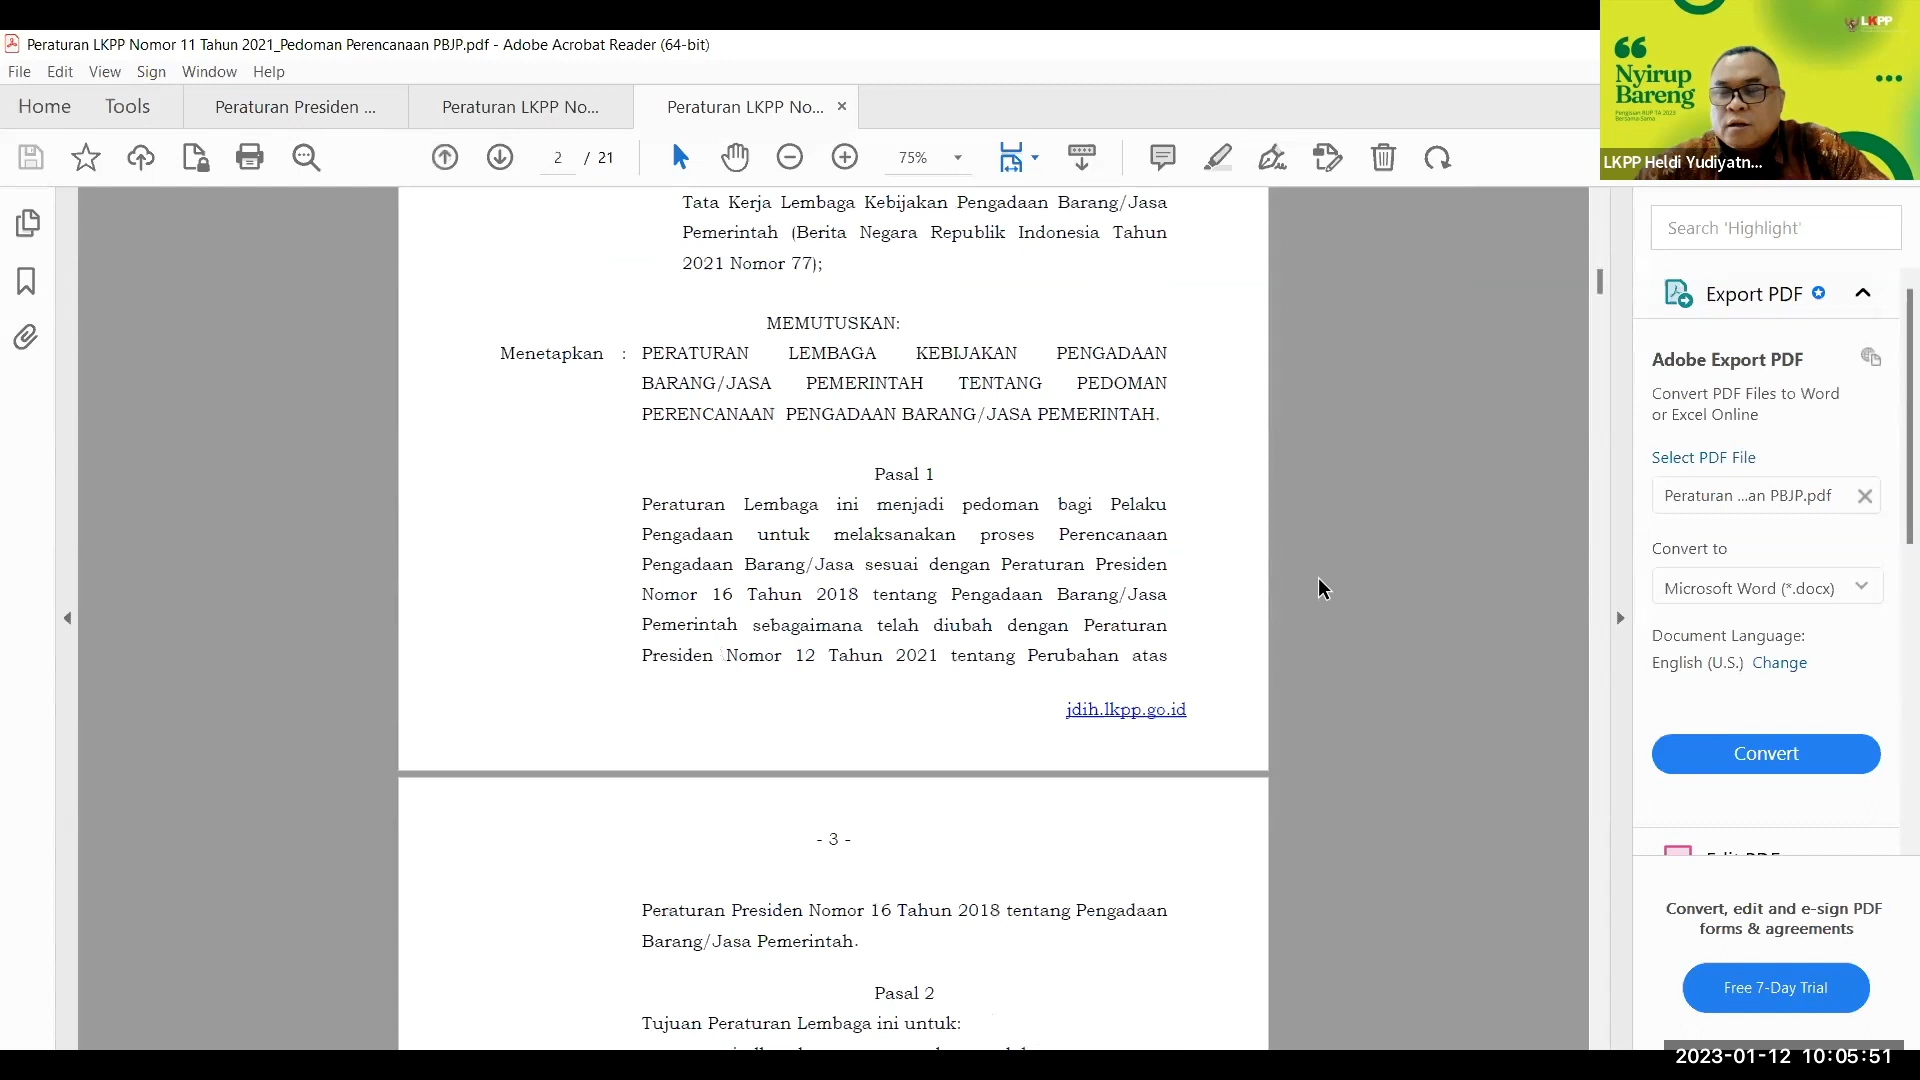 Peraturan LKPP Nomor 11 Tahun 2021_Pedoman Perencanaan PBJP.pdf - Adobe Acrobat Reader (64-bit)
File Edit View Sign Window Help
Home Tools Peraturan Presiden ... Peraturan LKPP No... Peraturan LKPP No... ×
2 / 21 75%
LKPP
Nyirup
Bareng
Pengisian RUP TA 2023
Bersama-Sama
LKPP Heldi Yudiyatn...
Tata Kerja Lembaga Kebijakan Pengadaan Barang/Jasa
Pemerintah (Berita Negara Republik Indonesia Tahun
2021 Nomor 77);
MEMUTUSKAN:
Menetapkan : PERATURAN LEMBAGA KEBIJAKAN PENGADAAN
BARANG/JASA PEMERINTAH TENTANG PEDOMAN
PERENCANAAN PENGADAAN BARANG/JASA PEMERINTAH.
Pasal 1
Peraturan Lembaga ini menjadi pedoman bagi Pelaku
Pengadaan untuk melaksanakan proses Perencanaan
Pengadaan Barang/Jasa sesuai dengan Peraturan Presiden
Nomor 16 Tahun 2018 tentang Pengadaan Barang/Jasa
Pemerintah sebagaimana telah diubah dengan Peraturan
Presiden Nomor 12 Tahun 2021 tentang Perubahan atas
jdih.lkpp.go.id
- 3 -
Peraturan Presiden Nomor 16 Tahun 2018 tentang Pengadaan
Barang/Jasa Pemerintah.
Pasal 2
Tujuan Peraturan Lembaga ini untuk:
Search 'Highlight'
Export PDF
Adobe Export PDF
Convert PDF Files to Word
or Excel Online
Select PDF File
Peraturan ...an PBJP.pdf
Convert to
Microsoft Word (*.docx)
Document Language:
English (U.S.) Change
Convert
Edit PDF
Convert, edit and e-sign PDF
forms & agreements
Free 7-Day Trial
2023-01-12 10:05:51